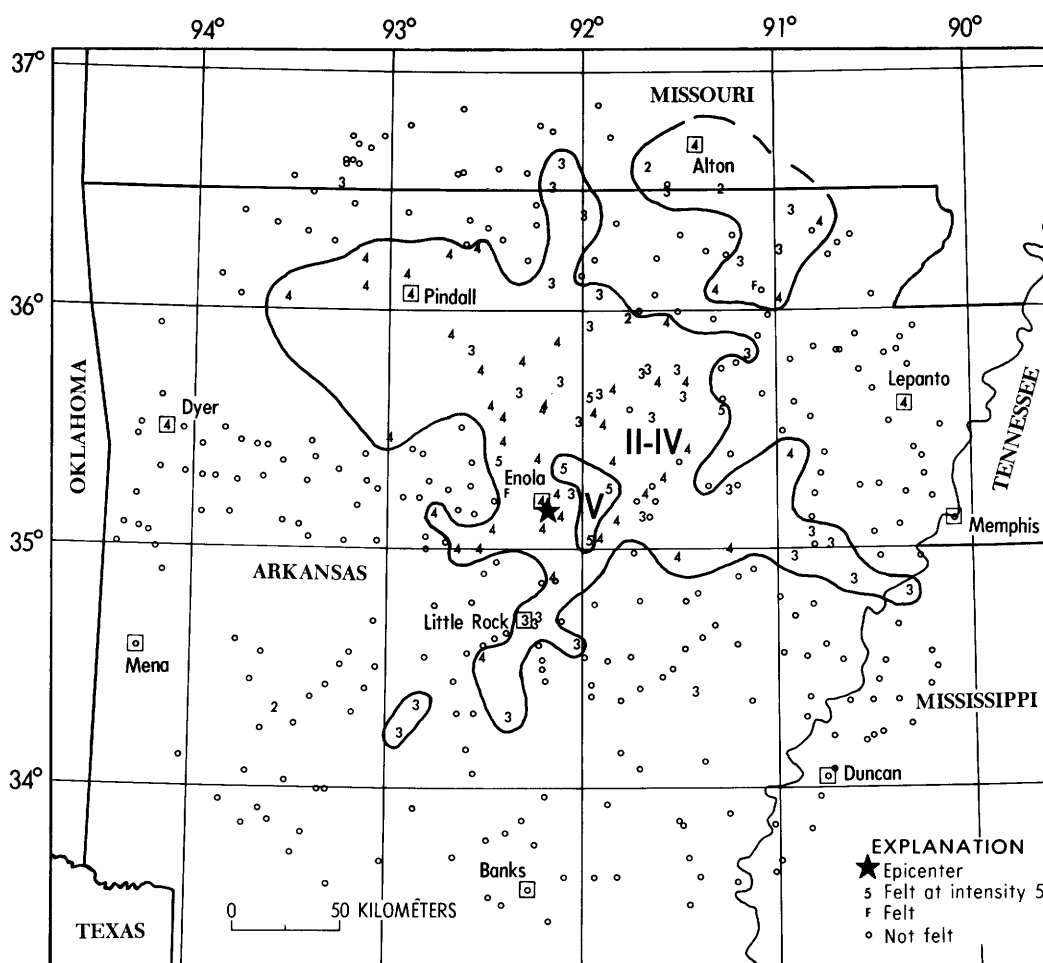 94° 93° 92° 91° 90°
37°
MISSOURI
Alton
36°
Pindall
OKLAHOMA
Dyer
Lepanto
TENNESSEE
II-IV
Enola
V
Memphis
35°
ARKANSAS
Little Rock
Mena
MISSISSIPPI
34°
Duncan
Banks
EXPLANATION
Epicenter
5 Felt at intensity 5
F Felt
Not felt
0 50 KILOMETERS
TEXAS